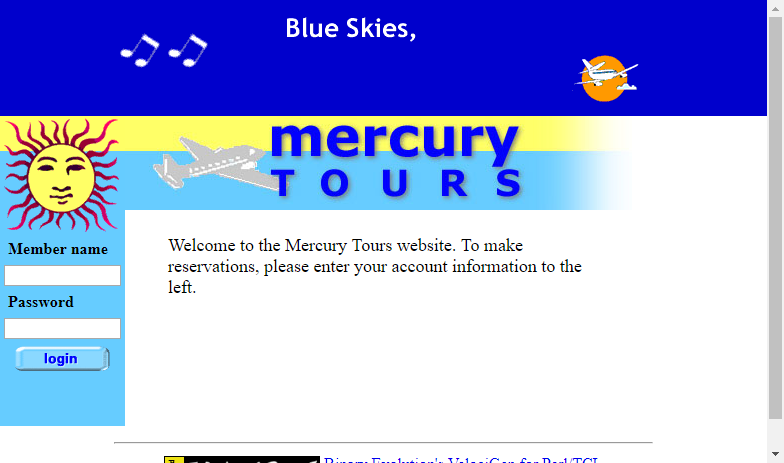 Blue Skies,
mercury
TOURS
Member name
Password
login
Welcome to the Mercury Tours website. To make
reservations, please enter your account information to the
left.
Binary Evolution's VelociGen for Perl/TCL